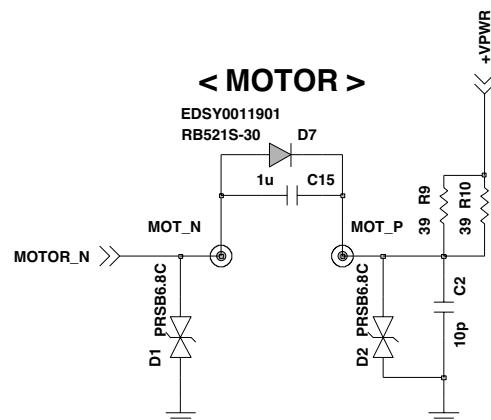 +VPWR
< MOTOR >
EDSY0011901
RB521S-30 D7
1u C15
39 R9
39 R10
MOT_N
MOT_P
MOTOR_N
PRSB6.8C
D1
PRSB6.8C
D2
C2
10p